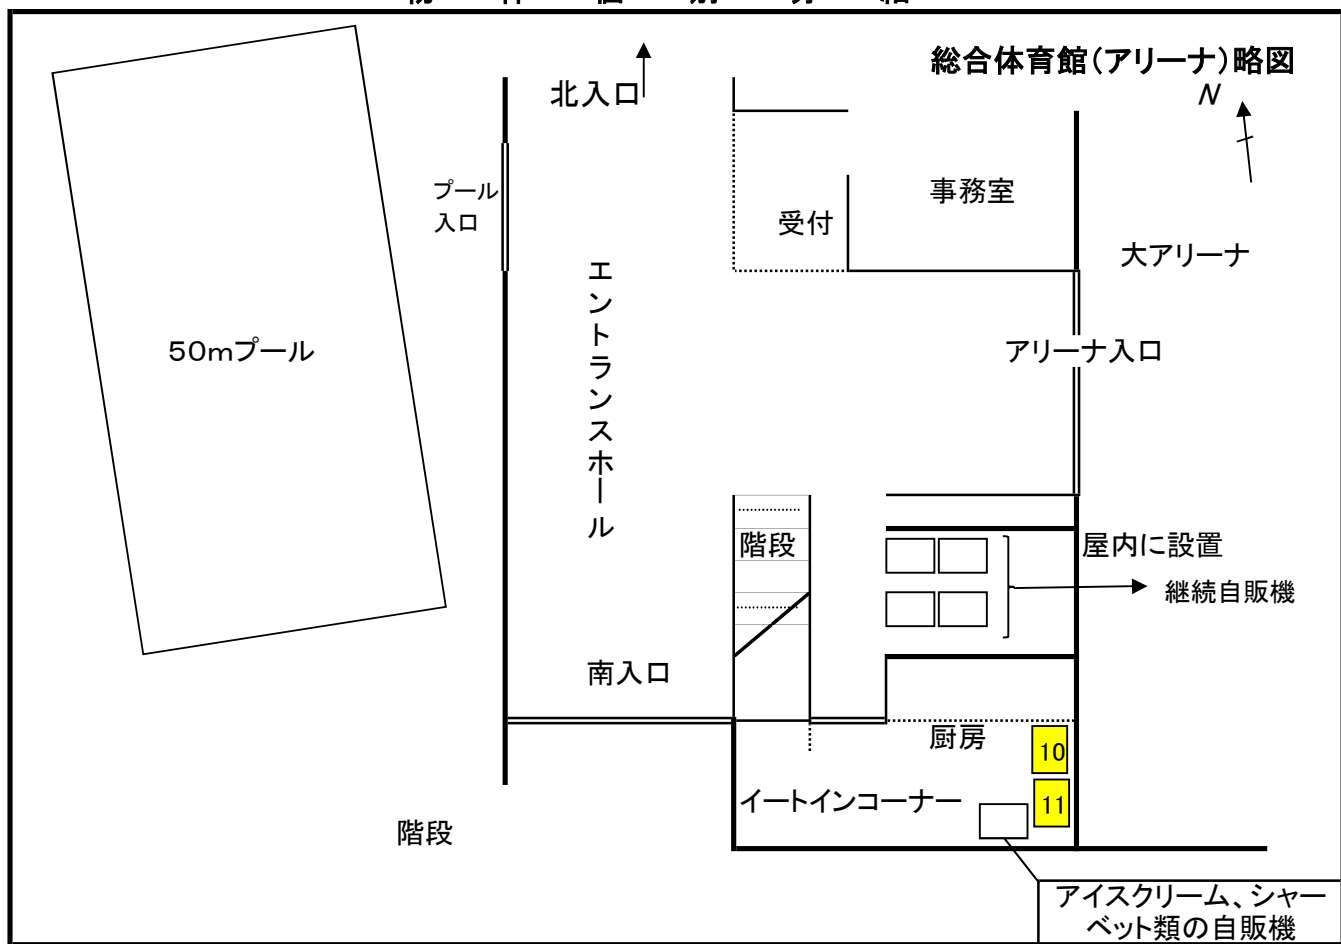 総合体育館(アリーナ)略図
北入口
N
プール
入口
受付
事務室
大アリーナ
エントランスホール
50mプール
アリーナ入口
階段
屋内に設置
継続自販機
南入口
厨房
10
イートインコーナー
11
階段
アイスクリーム、シャー
ベット類の自販機